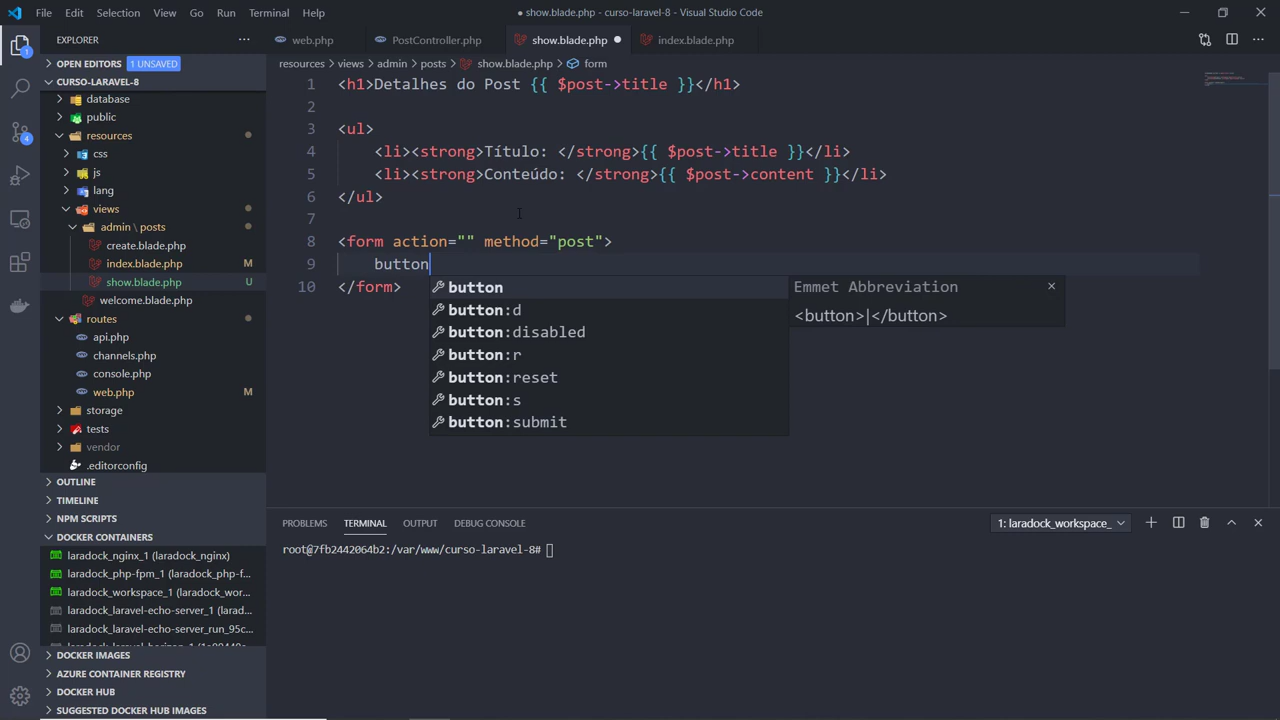 File Edit Selection View Go Run Terminal Help
● show.blade.php - curso-laravel-8 - Visual Studio Code
EXPLORER
OPEN EDITORS 1 UNSAVED
CURSO-LARAVEL-8
database
public
resources
css
js
lang
views
admin \ posts
create.blade.php
index.blade.php M
show.blade.php U
welcome.blade.php
routes
api.php
channels.php
console.php
web.php M
storage
tests
vendor
.editorconfig
OUTLINE
TIMELINE
NPM SCRIPTS
DOCKER CONTAINERS
laradock_nginx_1 (laradock_nginx)
laradock_php-fpm_1 (laradock_php-f...
laradock_workspace_1 (laradock_wor...
laradock_laravel-echo-server_1 (larad...
laradock_laravel-echo-server_run_95c...
DOCKER IMAGES
AZURE CONTAINER REGISTRY
DOCKER HUB
SUGGESTED DOCKER HUB IMAGES
1
4
web.php PostController.php show.blade.php ● index.blade.php
resources > views > admin > posts > show.blade.php > form
1 <h1>Detalhes do Post {{ $post->title }}</h1>
2
3 <ul>
4 <li><strong>Título: </strong>{{ $post->title }}</li>
5 <li><strong>Conteúdo: </strong>{{ $post->content }}</li>
6 </ul>
7
8 <form action="" method="post">
9 button
10 </form>
button
button:d
button:disabled
button:r
button:reset
button:s
button:submit
Emmet Abbreviation
<button>|</button>
PROBLEMS TERMINAL OUTPUT DEBUG CONSOLE
1: laradock_workspace_
root@7fb2442064b2:/var/www/curso-laravel-8#